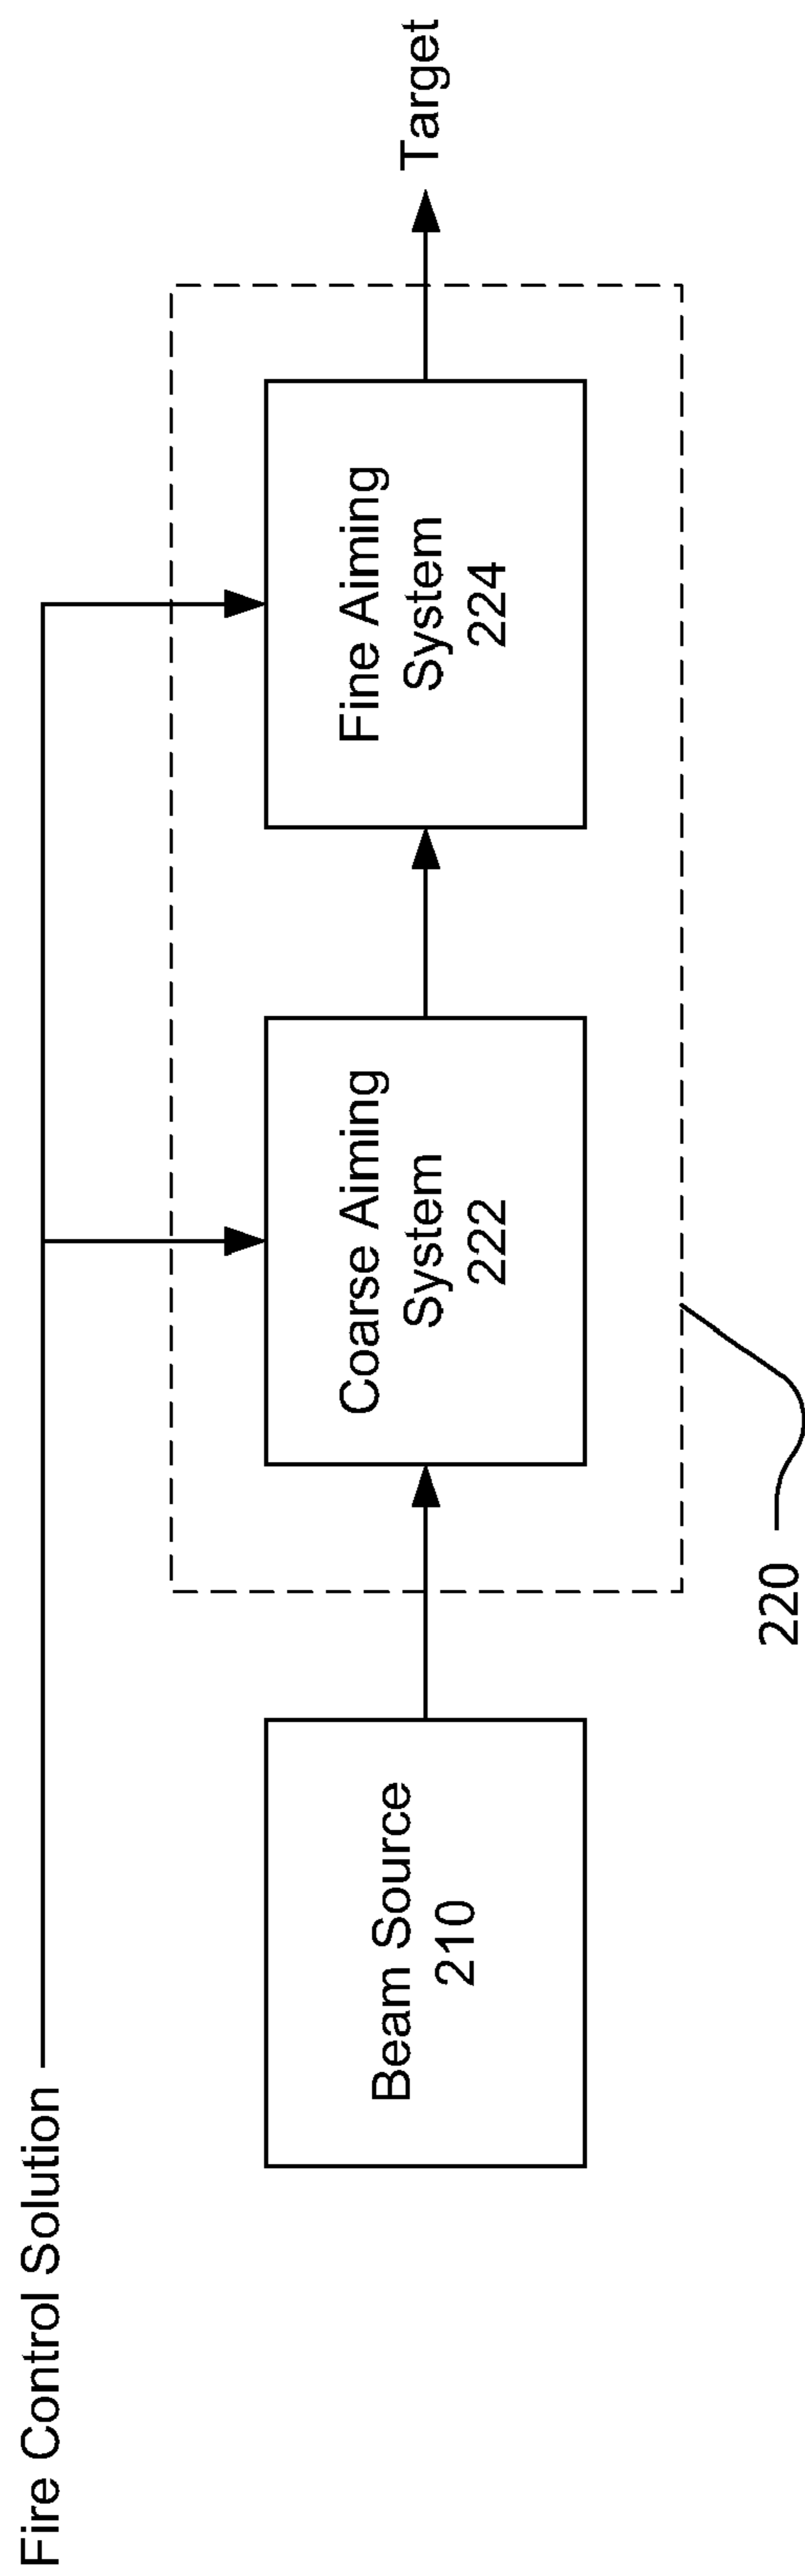 Fire Control Solution
Beam Source
210
Coarse Aiming
System
222
Fine Aiming
System
224
Target
220